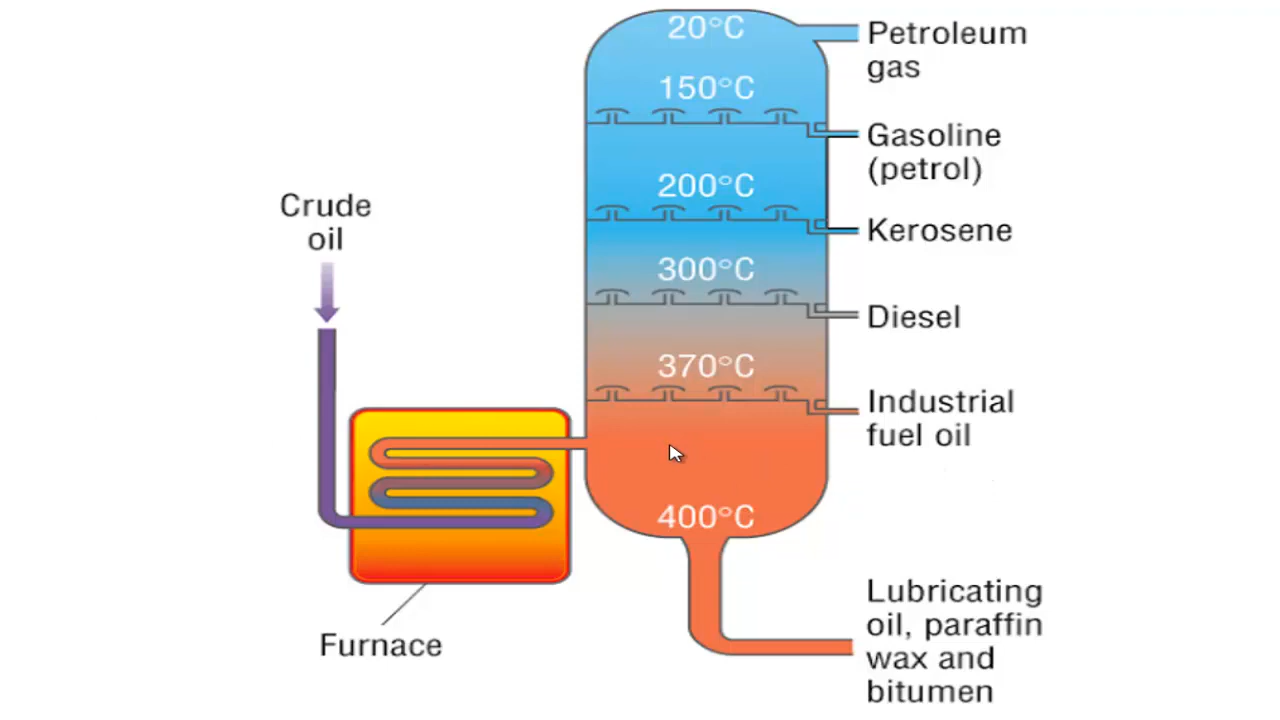 20°C
Petroleum
gas
150°C
Gasoline
(petrol)
200°C
Kerosene
Crude
oil
300°C
Diesel
370°C
Industrial
fuel oil
400°C
Furnace
Lubricating
oil, paraffin
wax and
bitumen